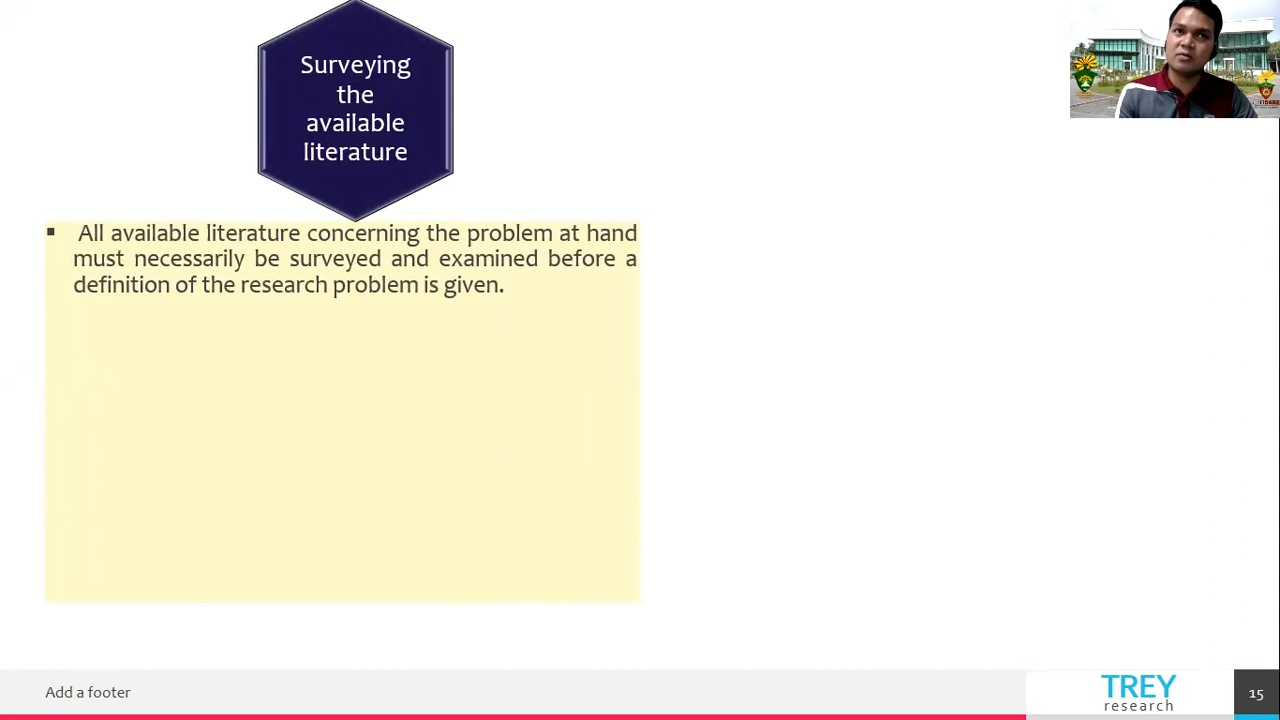 Surveying
the
available
literature
▪ All available literature concerning the problem at hand
must necessarily be surveyed and examined before a
definition of the research problem is given.
Add a footer
TREY
research
15